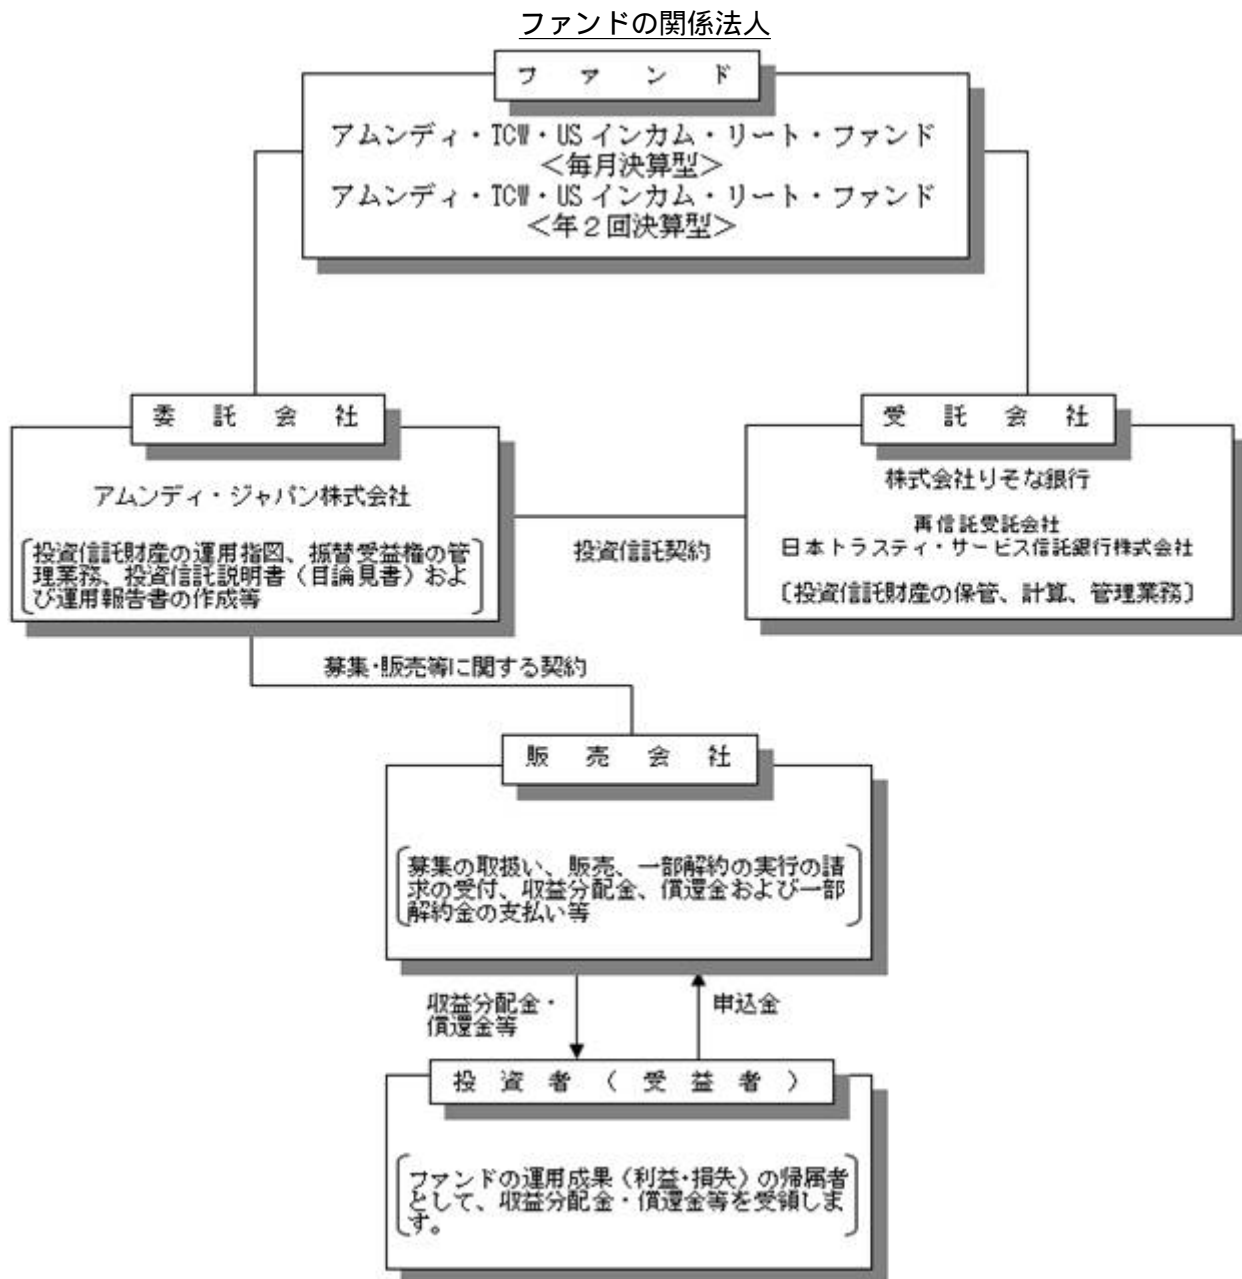 ファンドの関係法人
ファンド
アムンディ・TCW・USインカム・リート・ファンド
＜毎月決算型＞
アムンディ・TCW・USインカム・リート・ファンド
＜年２回決算型＞
委託会社
アムンディ・ジャパン株式会社
投資信託財産の運用指図、振替受益権の管
理業務、投資信託説明書（目論見書）およ
び運用報告書の作成等
投資信託契約
受託会社
株式会社りそな銀行
再信託受託会社
日本トラスティ・サービス信託銀行株式会社
〔投資信託財産の保管、計算、管理業務〕
募集・販売等に関する契約
販売会社
募集の取扱い、販売、一部解約の実行の請
求の受付、収益分配金、償還金および一部
解約金の支払い等
収益分配金・
償還金等
申込金
投資者（受益者）
ファンドの運用成果（利益・損失）の帰属者
として、収益分配金・償還金等を受領しま
す。